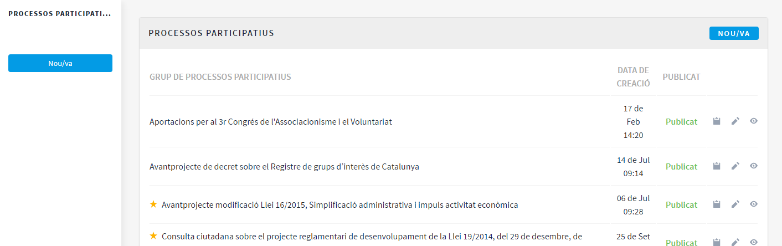 PROCESSOS PARTICIPATI...
Nou/va
PROCESSOS PARTICIPATIUS
NOU/VA
GRUP DE PROCESSOS PARTICIPATIUS
DATA DE
CREACIÓ
PUBLICAT
Aportacions per al 3r Congrés de l'Associacionisme i el Voluntariat
17 de
Feb
14:20
Publicat
Avantprojecte de decret sobre el Registre de grups d'interès de Catalunya
14 de Jul
09:14
Publicat
Avantprojecte modificació Llei 16/2015, Simplificació administrativa i Impuls activitat econòmica
06 de Jul
09:28
Publicat
Consulta ciutadana sobre el projecte reglamentari de desenvolupament de la Llei 19/2014, del 29 de desembre, de
25 de Set
Publicat